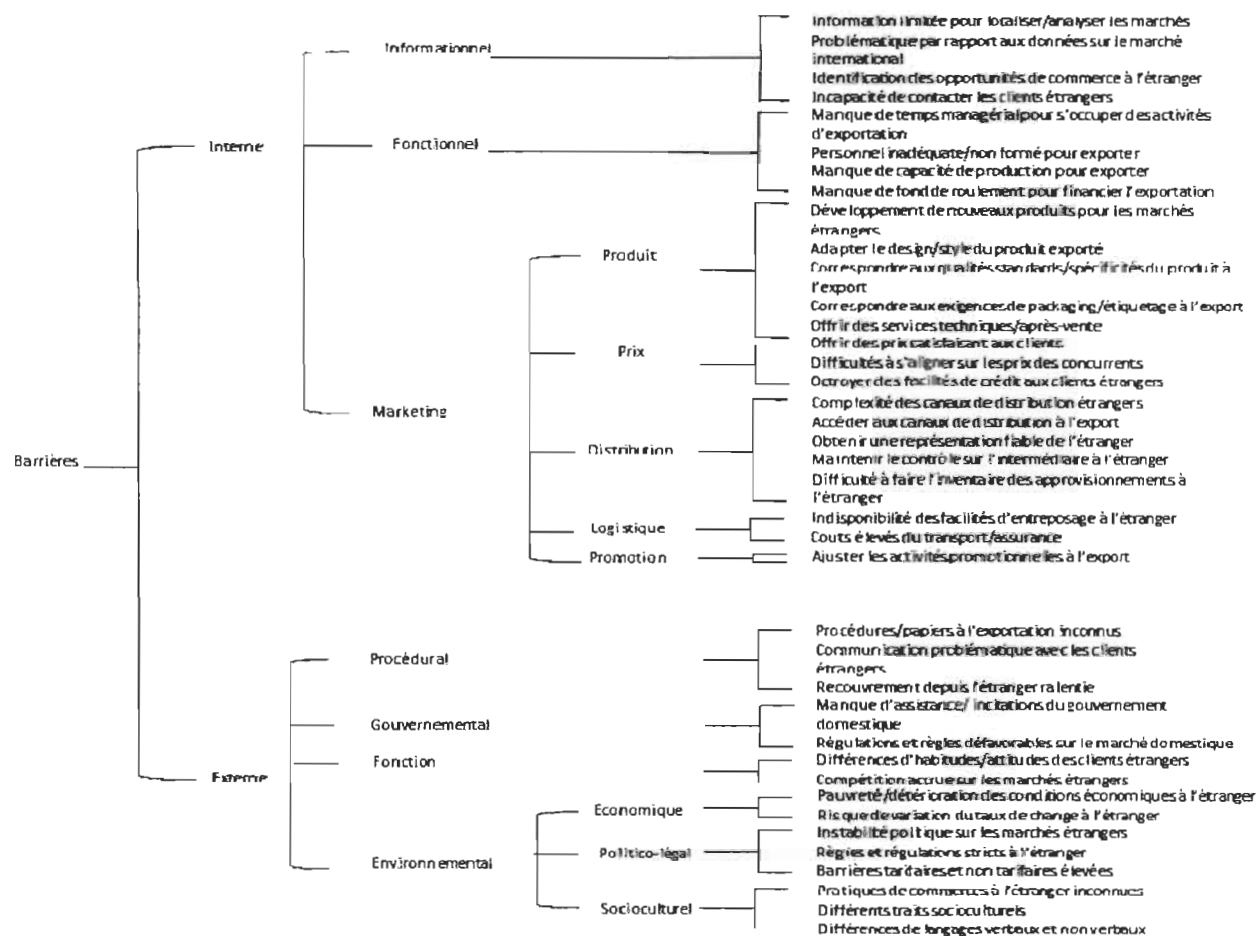 Information limitée pour localiser/analyser les marchés
Informationnel
Problématique par rapport aux données sur le marché
international
Identification des opportunités de commerce à l'étranger
Incapacité de contacter les clients étrangers
Interne
Fonctionnel
Manque de temps managérial pour s'occuper des activités
d'exportation
Personnel inadéquate/non formé pour exporter
Manque de capacité de production pour exporter
Manque de fond de roulement pour financier l'exportation
Produit
Développement de nouveaux produits pour les marchés
étrangers
Adapter le design/style du produit exporté
Correspondre aux qualités standards/spécificités du produit à
l'export
Correspondre aux exigences de packaging/étiquetage à l'export
Offrir des services techniques/après-vente
Prix
Offrir des prix satisfaisant aux clients
Difficultés à s'aligner sur les prix des concurrents
Octroyer des facilités de crédit aux clients étrangers
Marketing
Distribution
Complexité des canaux de distribution étrangers
Accéder aux canaux de distribution à l'export
Obtenir une représentation fiable de l'étranger
Maintenir le contrôle sur l'intermédiaire à l'étranger
Difficulté à faire l'inventaire des approvisionnements à
l'étranger
Barrières
Logistique
Indisponibilité des facilités d'entreposage à l'étranger
Couts élevés du transport/assurance
Promotion
Ajuster les activités promotionnelles à l'export
Procédural
Procédures/papiers à l'exportation inconnus
Communication problématique avec les clients
étrangers
Recouvrement depuis l'étranger ralentie
Gouvernemental
Manque d'assistance/ incitations du gouvernement
domestique
Régulations et règles défavorables sur le marché domestique
Externe
Fonction
Différences d'habitudes/attitudes des clients étrangers
Compétition accrue sur les marchés étrangers
Economique
Pauvreté/détérioration des conditions économiques à l'étranger
Risque de variation du taux de change à l'étranger
Environnemental
Politico-légal
Instabilité politique sur les marchés étrangers
Règles et régulations stricts à l'étranger
Barrières tarifaires et non tarifaires élevées
Socioculturel
Pratiques de commerces à l'étranger inconnues
Différents traits socioculturels
Différences de langages verbaux et non verbaux